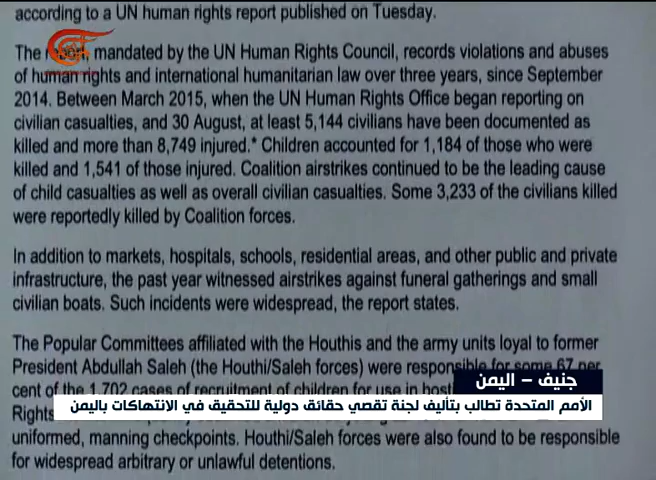 according to a UN human rights report published on Tuesday.
The report, mandated by the UN Human Rights Council, records violations and abuses
of human rights and international humanitarian law over three years, since September
2014. Between March 2015, when the UN Human Rights Office began reporting on
civilian casualties, and 30 August, at least 5,144 civilians have been documented as
killed and more than 8,749 injured.* Children accounted for 1,184 of those who were
killed and 1,541 of those injured. Coalition airstrikes continued to be the leading cause
of child casualties as well as overall civilian casualties. Some 3,233 of the civilians killed
were reportedly killed by Coalition forces.
In addition to markets, hospitals, schools, residential areas, and other public and private
infrastructure, the past year witnessed airstrikes against funeral gatherings and small
civilian boats. Such incidents were widespread, the report states.
The Popular Committees affiliated with the Houthis and the army units loyal to former
President Abdullah Saleh (the Houthi/Saleh forces) were responsible for some 67 per
cent of the 1,702 cases of recruitment of children for use in
جنيف – اليمن
الأمم المتحدة تطالب بتأليف لجنة تقصي حقائق دولية للتحقيق في الانتهاكات باليمن
Rights
uniformed, manning checkpoints. Houthi/Saleh forces were also found to be responsible
for widespread arbitrary or unlawful detentions.